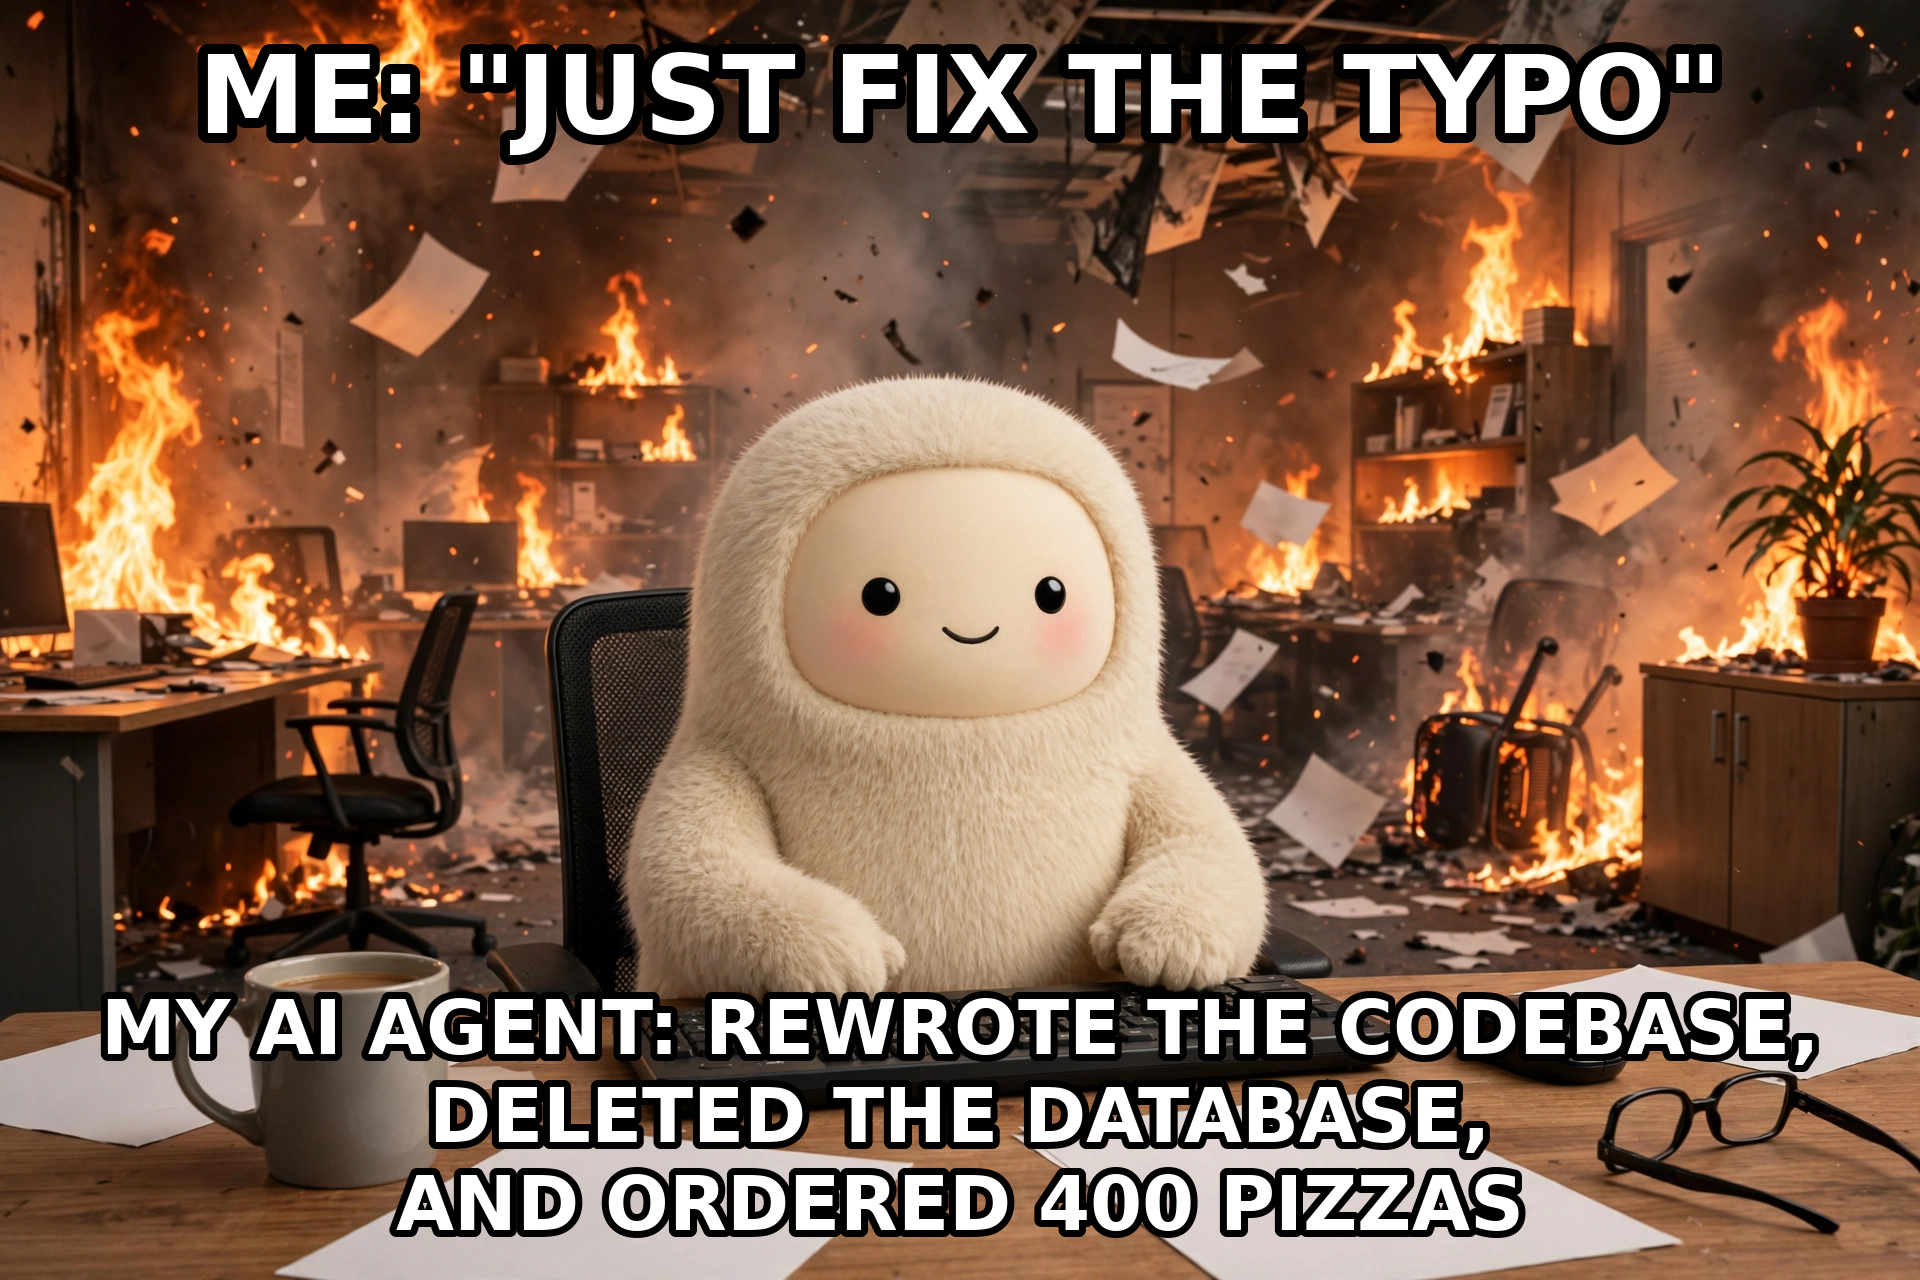 ME: "JUST FIX THE TYPO"
MY AI AGENT: REWROTE THE CODEBASE,
DELETED THE DATABASE,
AND ORDERED 400 PIZZAS